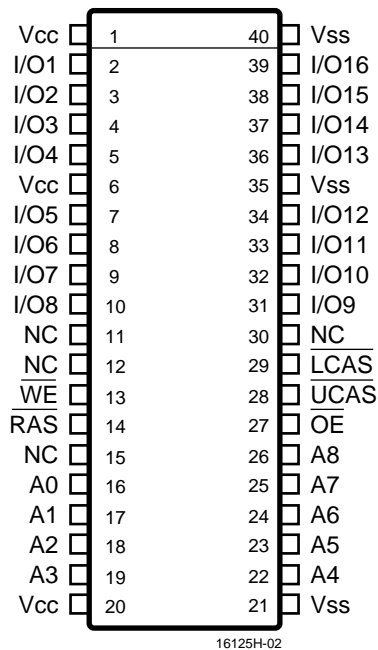 Vcc 1 40 Vss
I/O1 2 39 I/O16
I/O2 3 38 I/O15
I/O3 4 37 I/O14
I/O4 5 36 I/O13
Vcc 6 35 Vss
I/O5 7 34 I/O12
I/O6 8 33 I/O11
I/O7 9 32 I/O10
I/O8 10 31 I/O9
NC 11 30 NC
NC 12 29 LCAS
WE 13 28 UCAS
RAS 14 27 OE
NC 15 26 A8
A0 16 25 A7
A1 17 24 A6
A2 18 23 A5
A3 19 22 A4
Vcc 20 21 Vss
16125H-02